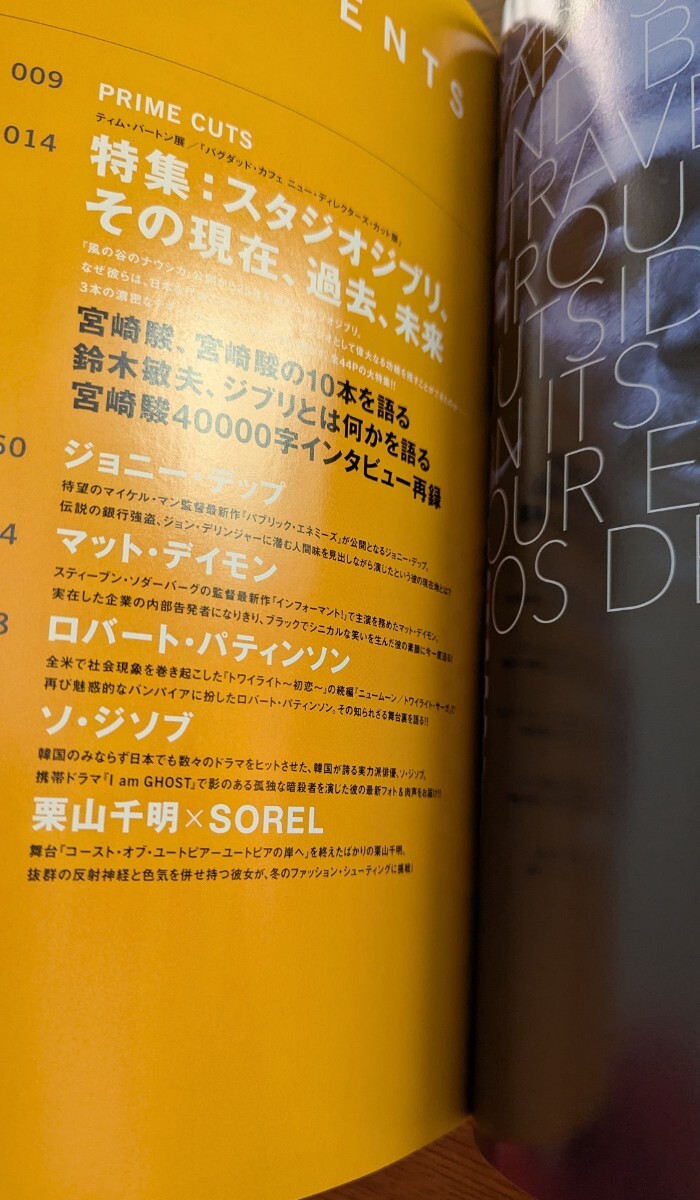 ENTS
009
PRIME CUTS
ティム・バートン展／『バグダッド・カフェ ニュー・ディレクターズ・カット版』
014
特集：スタジオジブリ、
その現在、過去、未来
『風の谷のナウシカ』公開から
なぜ彼らは、日本
3本の濃密な
全44Pの大特集!!
宮崎駿、宮崎駿の10本を語る
鈴木敏夫、ジブリとは何かを語る
宮崎駿40000字インタビュー再録
ジョニー・デップ
待望のマイケル・マン監督最新作『パブリック・エネミーズ』が公開となるジョニー・デップ。
伝説の銀行強盗、ジョン・デリンジャーに潜む人間味を見出しながら演じたという彼の現在地とは?
マット・デイモン
スティーブン・ソダーバーグの監督最新作『インフォーマント!』で主演を務めたマット・デイモン。
実在した企業の内部告発者になりきり、ブラックでシニカルな笑いを生んだ彼の素顔に今一度迫る!
ロバート・パティンソン
全米で社会現象を巻き起こした『トワイライト～初恋～』の続編『ニュームーン／トワイライト・サーガ』で
再び魅惑的なバンパイアに扮したロバート・パティンソン。その知られざる舞台裏を語る!!
ソ・ジソブ
韓国のみならず日本でも数々のドラマをヒットさせた、韓国が誇る実力派俳優、ソ・ジソブ。
携帯ドラマ『I am GHOST』で影のある孤独な暗殺者を演じた彼の最新フォト＆肉声をお届け!!
栗山千明×SOREL
舞台『コースト・オブ・ユートピアーユートピアの岸へ』を終えたばかりの栗山千明。
抜群の反射神経と色気を併せ持つ彼女が、冬のファッション・シューティングに挑戦!
AND B
TRAVE
HROU
UTSID
N ITS
OUR E
OS DE